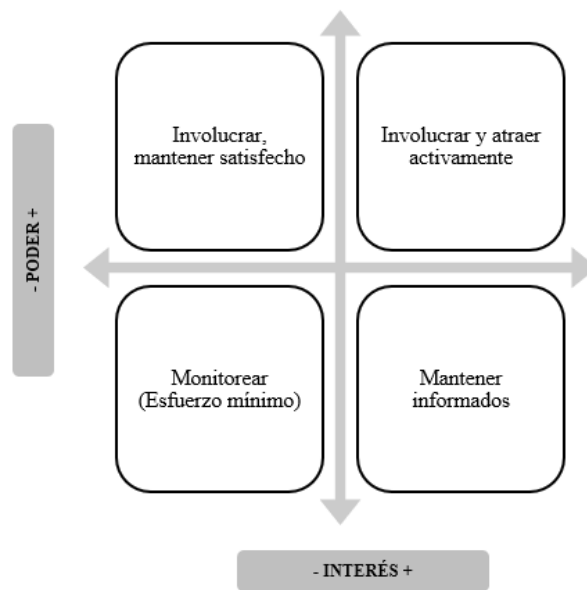 Involucrar,
mantener satisfecho
Involucrar y atraer
activamente
- PODER +
Monitorear
(Esfuerzo mínimo)
Mantener
informados
- INTERÉS +